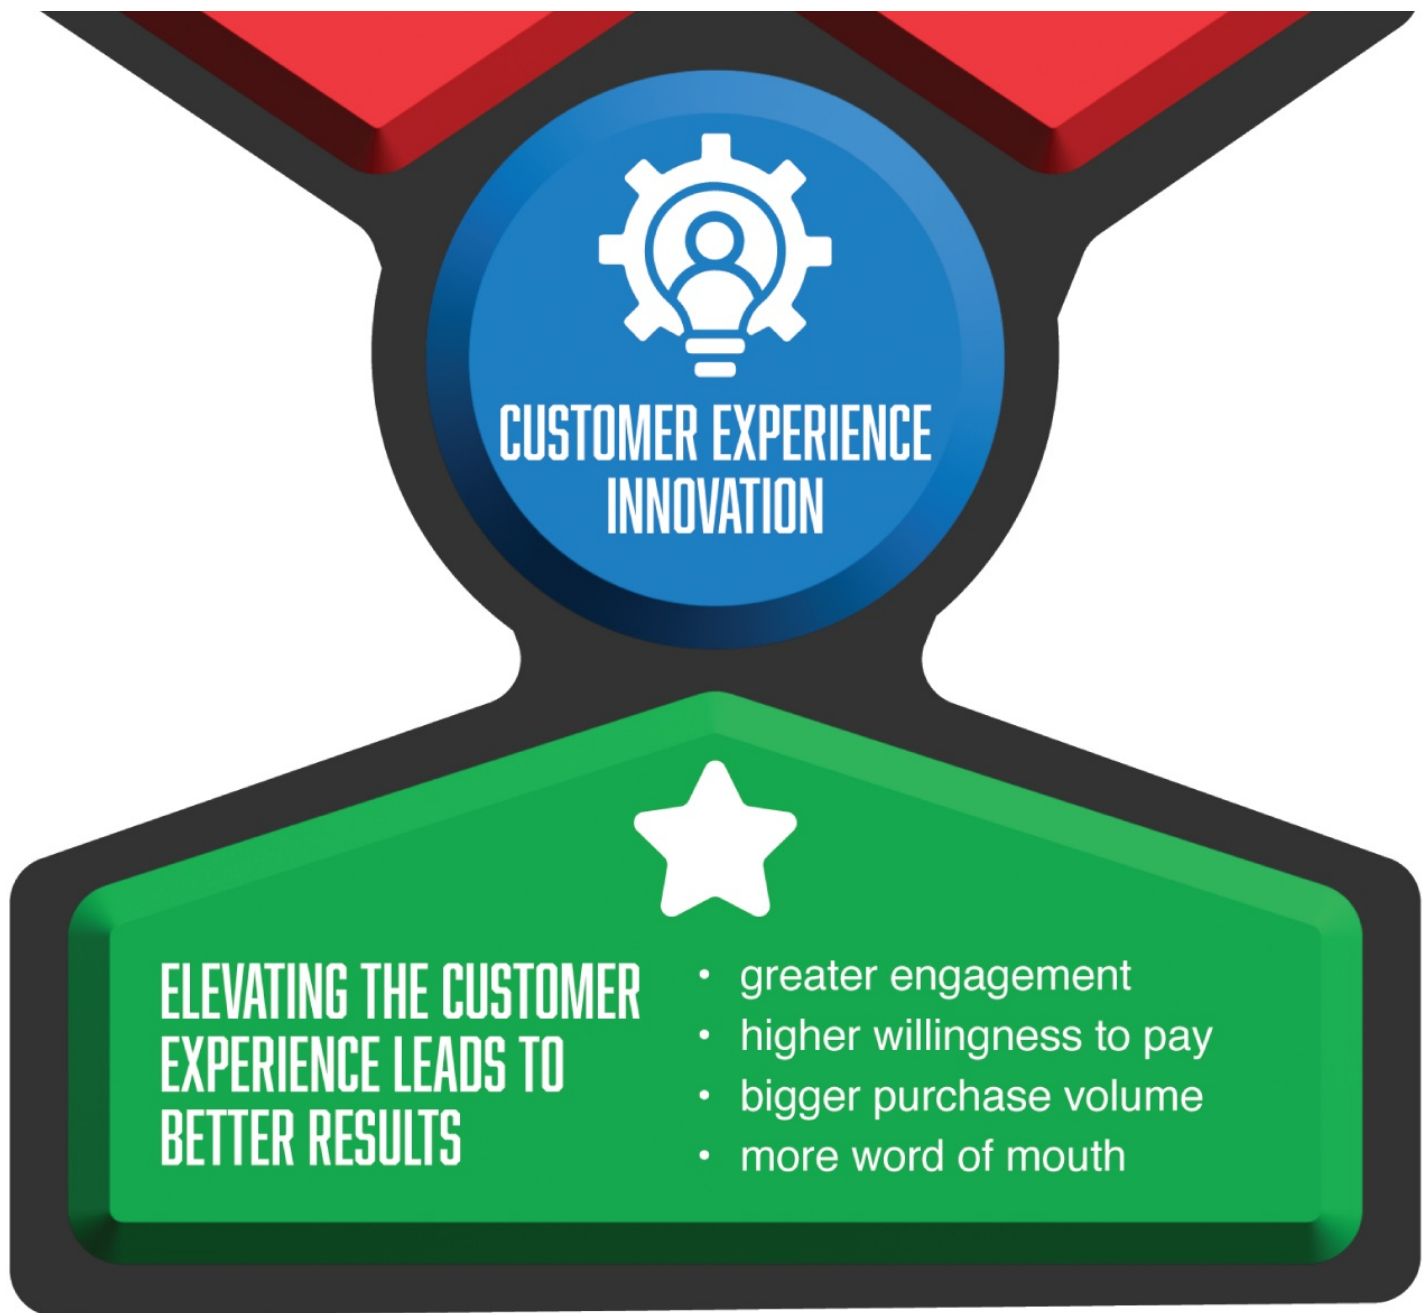 CUSTOMER EXPERIENCE
INNOVATION
ELEVATING THE CUSTOMER
EXPERIENCE LEADS TO
BETTER RESULTS
• greater engagement
• higher willingness to pay
• bigger purchase volume
• more word of mouth